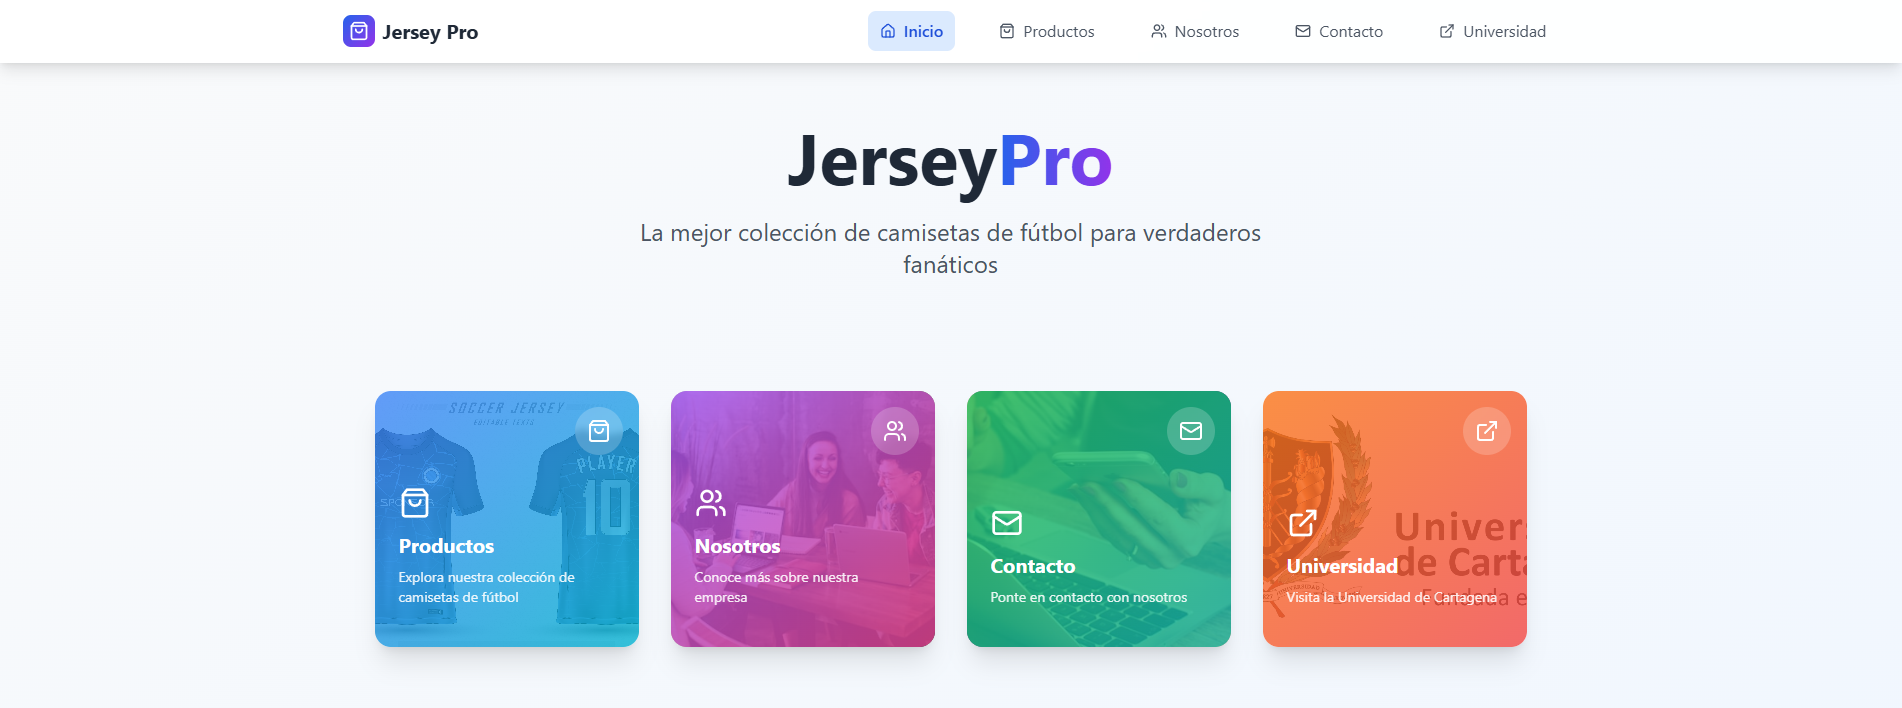 Jersey Pro
Inicio
Productos
Nosotros
Contacto
Universidad
JerseyPro
La mejor colección de camisetas de fútbol para verdaderos
fanáticos
SOCCER JERSEY
EDITABLE TEXTS
PLAYER
10
Productos
Explora nuestra colección de
camisetas de fútbol
Nosotros
Conoce más sobre nuestra
empresa
Contacto
Ponte en contacto con nosotros
Univer
de Carta
Fundada e
Universidad
Visita la Universidad de Cartagena